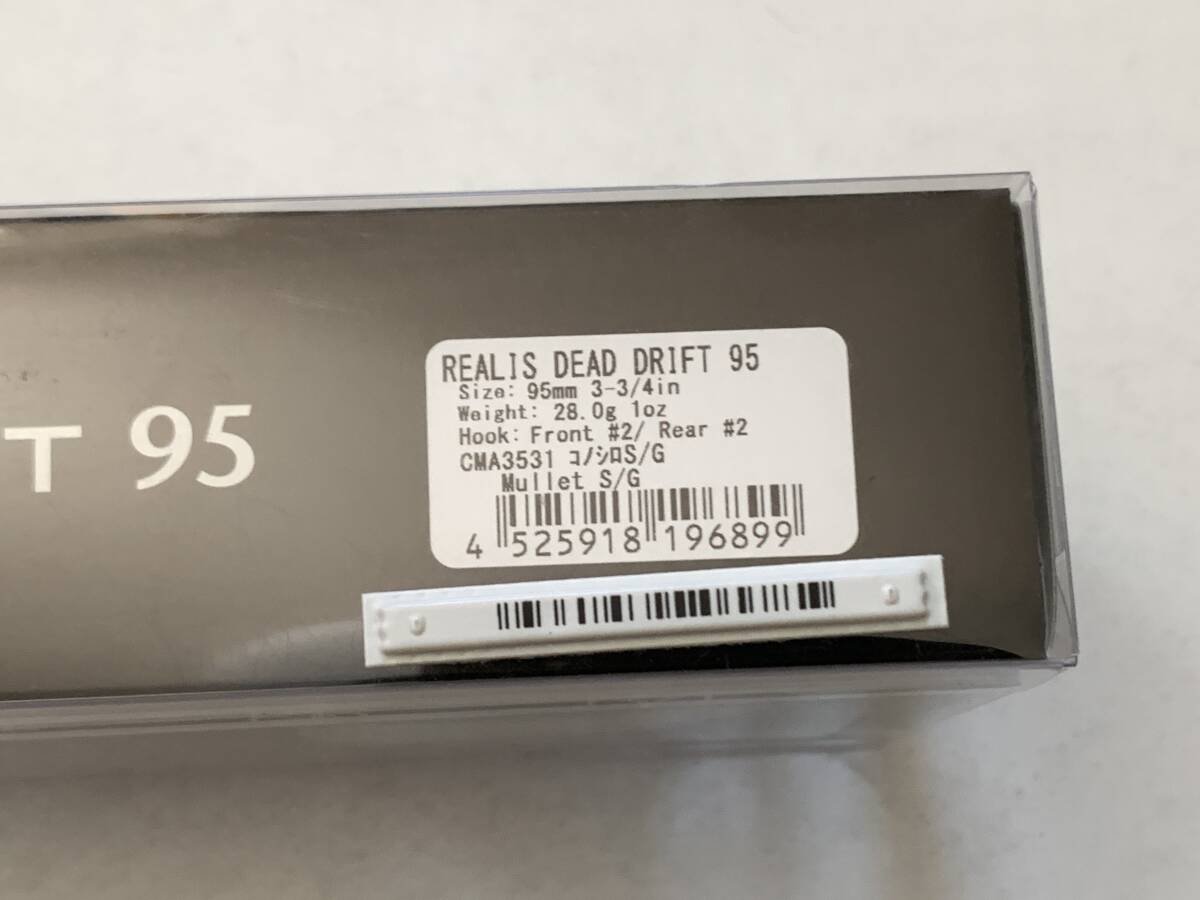 T 95
REALIS DEAD DRIFT 95
Size: 95mm 3-3/4in
Weight: 28.0g 1oz
Hook: Front #2/ Rear #2
CMA3531 コノシロS/G
Mullet S/G
4 525918 196899